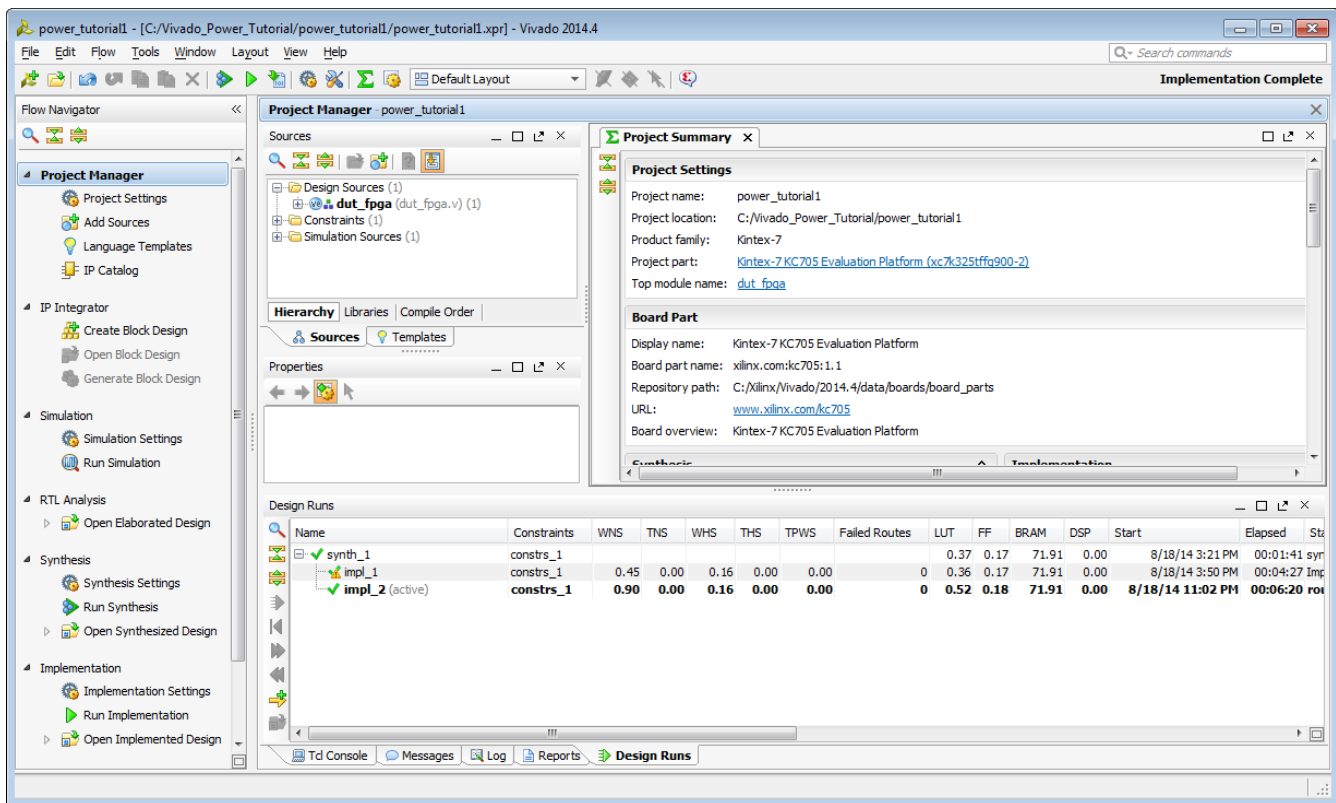 power_tutorial1 - [C:/Vivado_Power_Tutorial/power_tutorial1/power_tutorial1.xpr] - Vivado 2014.4
File Edit Flow Tools Window Layout View Help
Search commands
Default Layout
Implementation Complete
Flow Navigator
Project Manager
Project Settings
Add Sources
Language Templates
IP Catalog
IP Integrator
Create Block Design
Open Block Design
Generate Block Design
Simulation
Simulation Settings
Run Simulation
RTL Analysis
Open Elaborated Design
Synthesis
Synthesis Settings
Run Synthesis
Open Synthesized Design
Implementation
Implementation Settings
Run Implementation
Open Implemented Design
Project Manager - power_tutorial1
Sources
Design Sources (1)
dut_fpga (dut_fpga.v) (1)
Constraints (1)
Simulation Sources (1)
Hierarchy Libraries Compile Order
Sources Templates
Properties
Project Summary
Project Settings
Project name: power_tutorial1
Project location: C:/Vivado_Power_Tutorial/power_tutorial1
Product family: Kintex-7
Project part: Kintex-7 KC705 Evaluation Platform (xc7k325tffg900-2)
Top module name: dut_fpga
Board Part
Display name: Kintex-7 KC705 Evaluation Platform
Board part name: xilinx.com:kc705:1.1
Repository path: C:/Xilinx/Vivado/2014.4/data/boards/board_parts
URL: www.xilinx.com/kc705
Board overview: Kintex-7 KC705 Evaluation Platform
Synthesis Implementation
Design Runs
Name Constraints WNS TNS WHS THS TPWS Failed Routes LUT FF BRAM DSP Start Elapsed Sta
synth_1 constrs_1 0.37 0.17 71.91 0.00 8/18/14 3:21 PM 00:01:41 syn
impl_1 constrs_1 0.45 0.00 0.16 0.00 0.00 0 0.36 0.17 71.91 0.00 8/18/14 3:50 PM 00:04:27 Imp
impl_2 (active) constrs_1 0.90 0.00 0.16 0.00 0.00 0 0.52 0.18 71.91 0.00 8/18/14 11:02 PM 00:06:20 rou
Tcl Console Messages Log Reports Design Runs